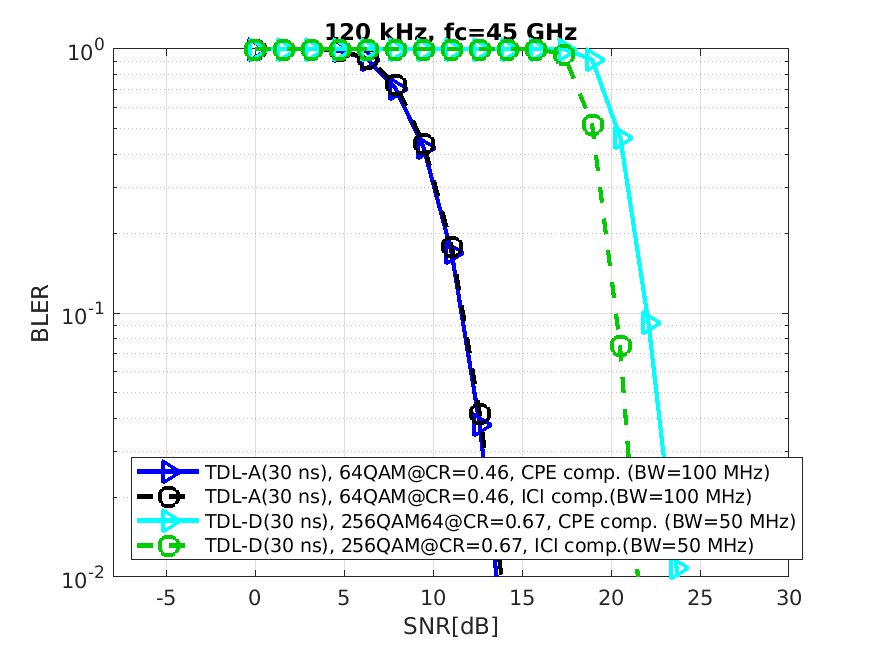 120 kHz, fc=45 GHz
10^0
10^-1
10^-2
BLER
TDL-A(30 ns), 64QAM@CR=0.46, CPE comp. (BW=100 MHz)
TDL-A(30 ns), 64QAM@CR=0.46, ICI comp.(BW=100 MHz)
TDL-D(30 ns), 256QAM64@CR=0.67, CPE comp. (BW=50 MHz)
TDL-D(30 ns), 256QAM@CR=0.67, ICI comp.(BW=50 MHz)
-5 0 5 10 15 20 25 30
SNR[dB]